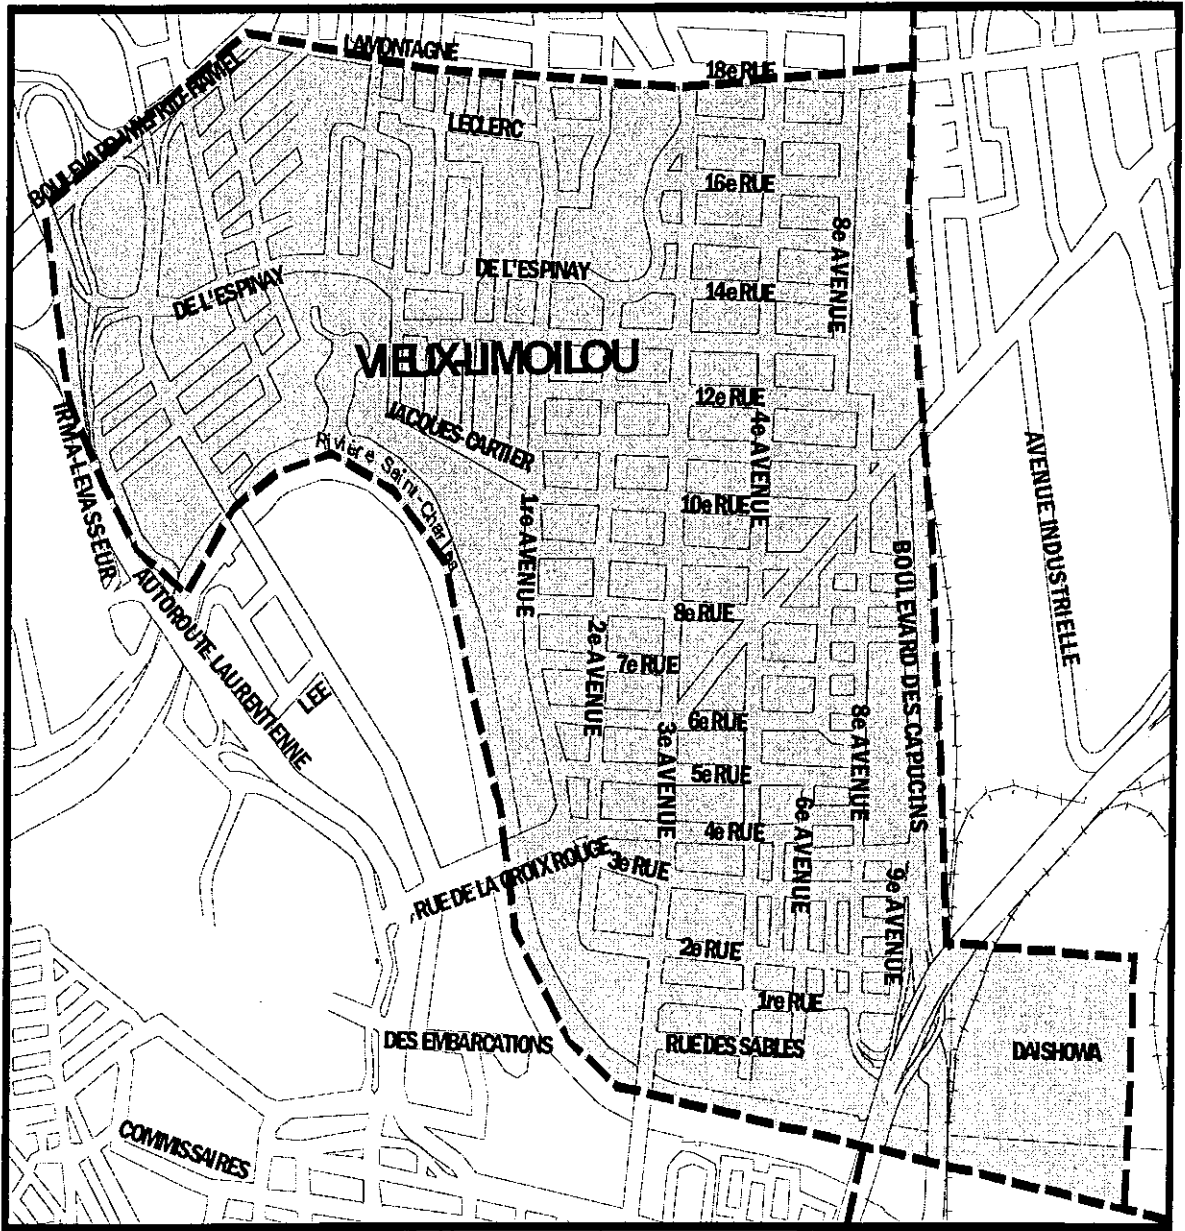 LAMONTAGNE
18e RUE
BOULEVARD WILFRID-HAMEL
LECLERC
16e RUE
8e AVENUE
DE L'ESPINAY
DE L'ESPINAY
14e RUE
VIEUX-LIMOILOU
12e RUE
JACQUES-CARTIER
4e AVENUE
IRMA-LEVASSEUR
Rivière Saint-Charles
AVENUE INDUSTRIELLE
1re AVENUE
10e RUE
BOULEVARD DES CAPUCINS
AUTOROUTE LAURENTIENNE
8e RUE
2e AVENUE
7e RUE
LEE
6e RUE
3e AVENUE
8e AVENUE
5e RUE
6e AVENUE
4e RUE
RUE DE LA CROIX ROUGE
3e RUE
9e AVENUE
2e RUE
1re RUE
DES EMBARCATIONS
RUE DES SABLES
DAISHOWA
COMMISSAIRES